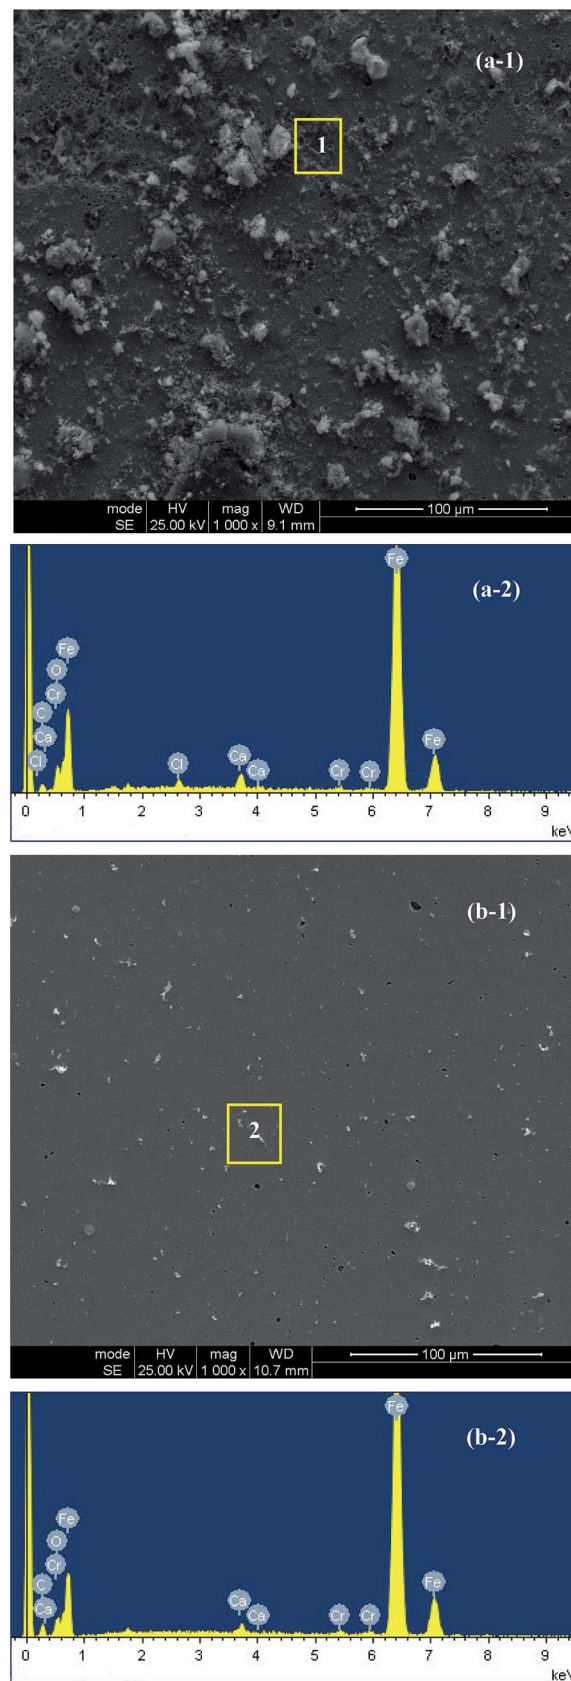 (a-1)
1
mode HV mag WD 100 µm
SE 25.00 kV 1 000 x 9.1 mm
(a-2)
Fe
Fe
O
Cr
C
Ca
Cl
Cl
Ca
Ca
Cr
Cr
Fe
0 1 2 3 4 5 6 7 8 9
keV
(b-1)
2
mode HV mag WD 100 µm
SE 25.00 kV 1 000 x 10.7 mm
(b-2)
Fe
Fe
O
Cr
C
Ca
Ca
Ca
Cr
Cr
Fe
0 1 2 3 4 5 6 7 8 9
keV